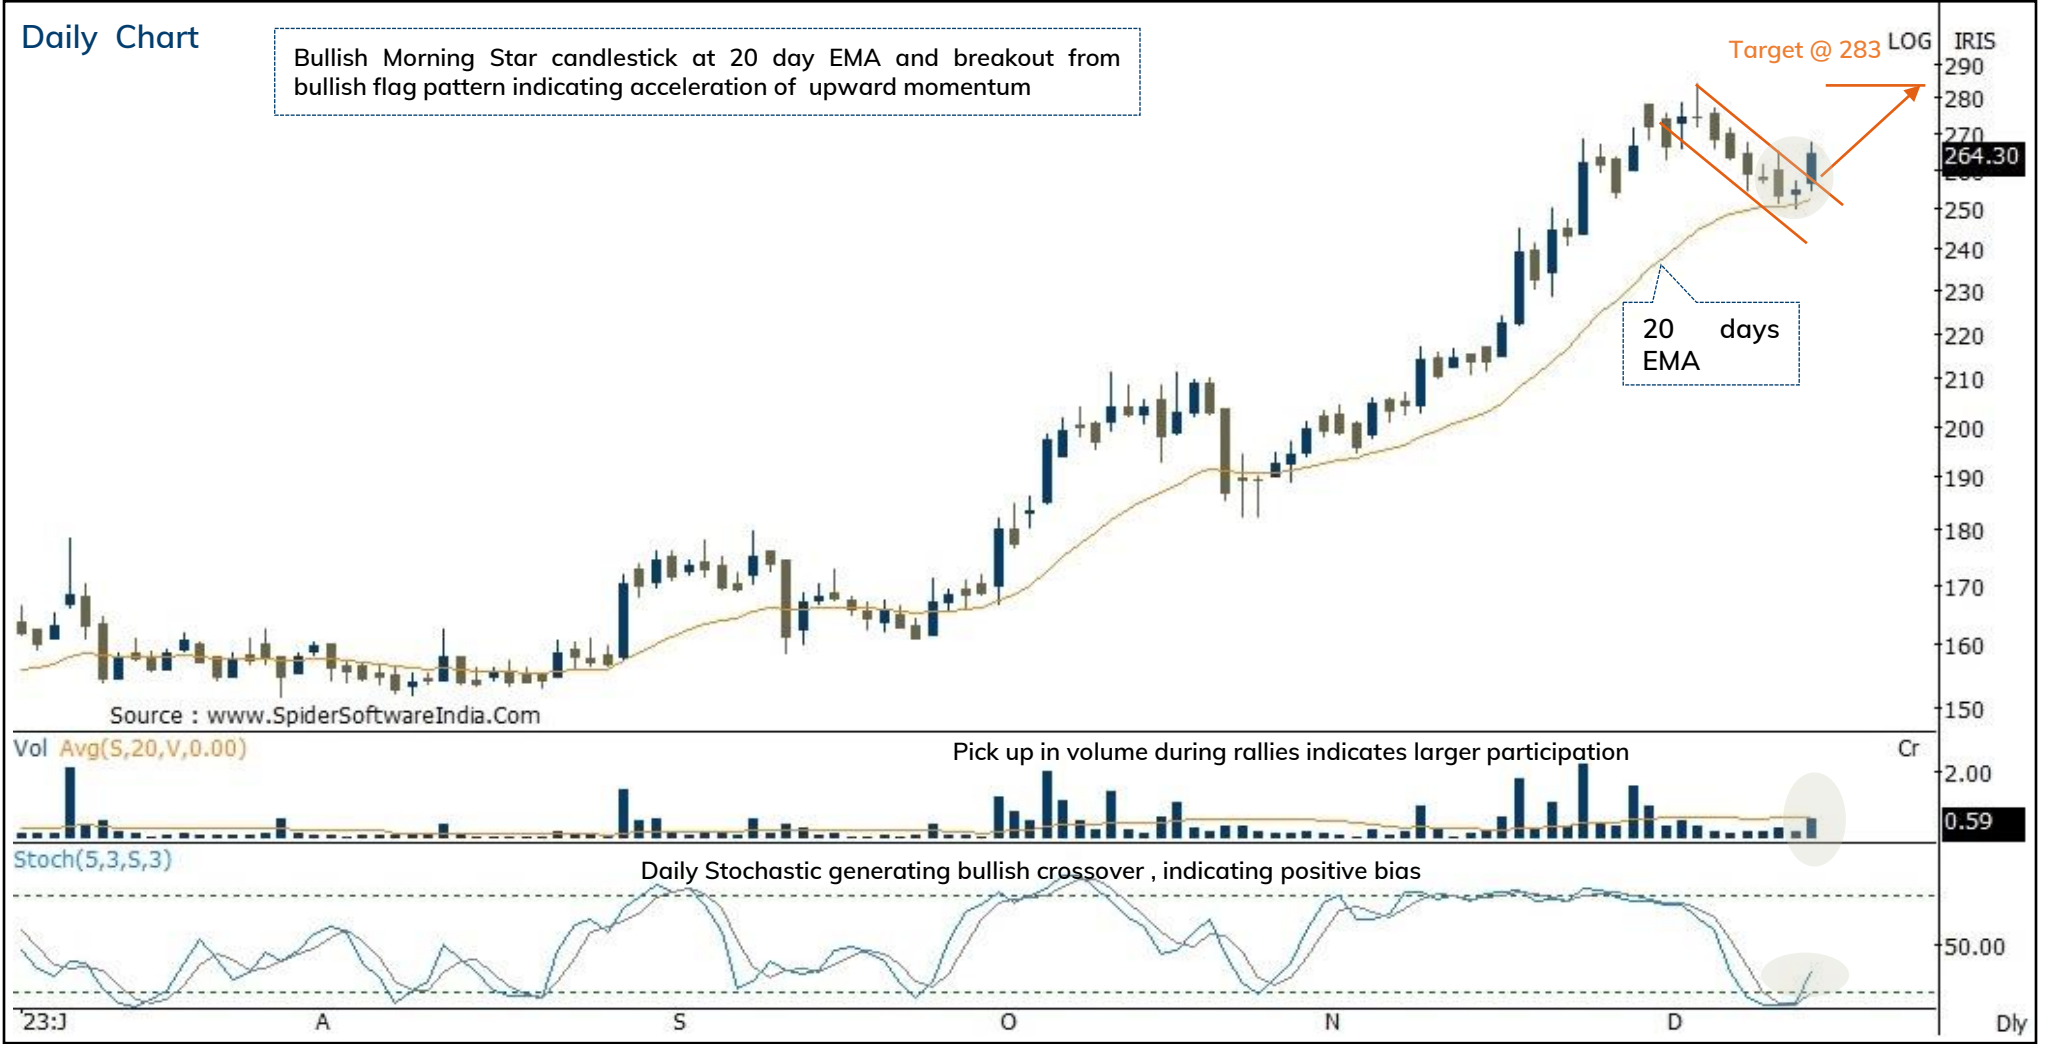 Daily Chart
Bullish Morning Star candlestick at 20 day EMA and breakout from
bullish flag pattern indicating acceleration of upward momentum
Target @ 283
LOG
IRIS
290
280
270
264.30
250
240
230
220
210
200
190
180
170
160
150
20 days
EMA
Source : www.SpiderSoftwareIndia.Com
Vol Avg(S,20,V,0.00)
Pick up in volume during rallies indicates larger participation
Cr
2.00
0.59
Stoch(5,3,S,3)
Daily Stochastic generating bullish crossover , indicating positive bias
50.00
'23:J A S O N D Dly